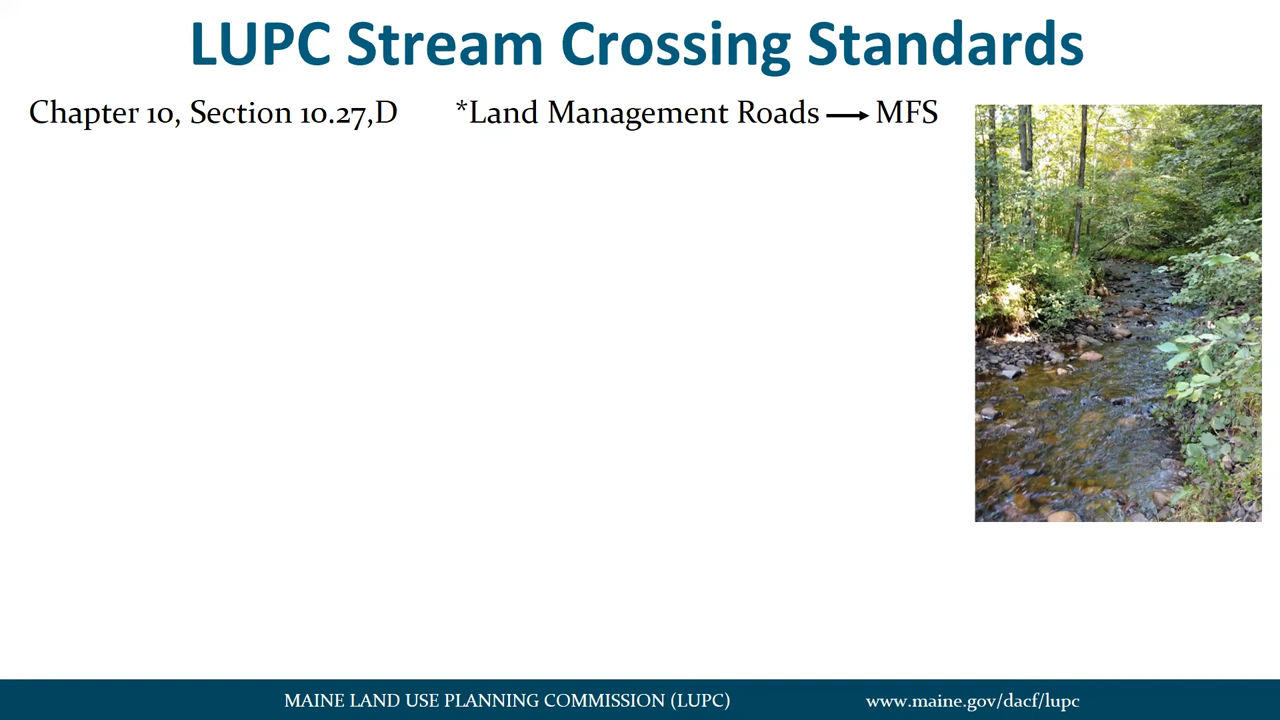 LUPC Stream Crossing Standards
Chapter 10, Section 10.27,D *Land Management Roads → MFS
MAINE LAND USE PLANNING COMMISSION (LUPC) www.maine.gov/dacf/lupc